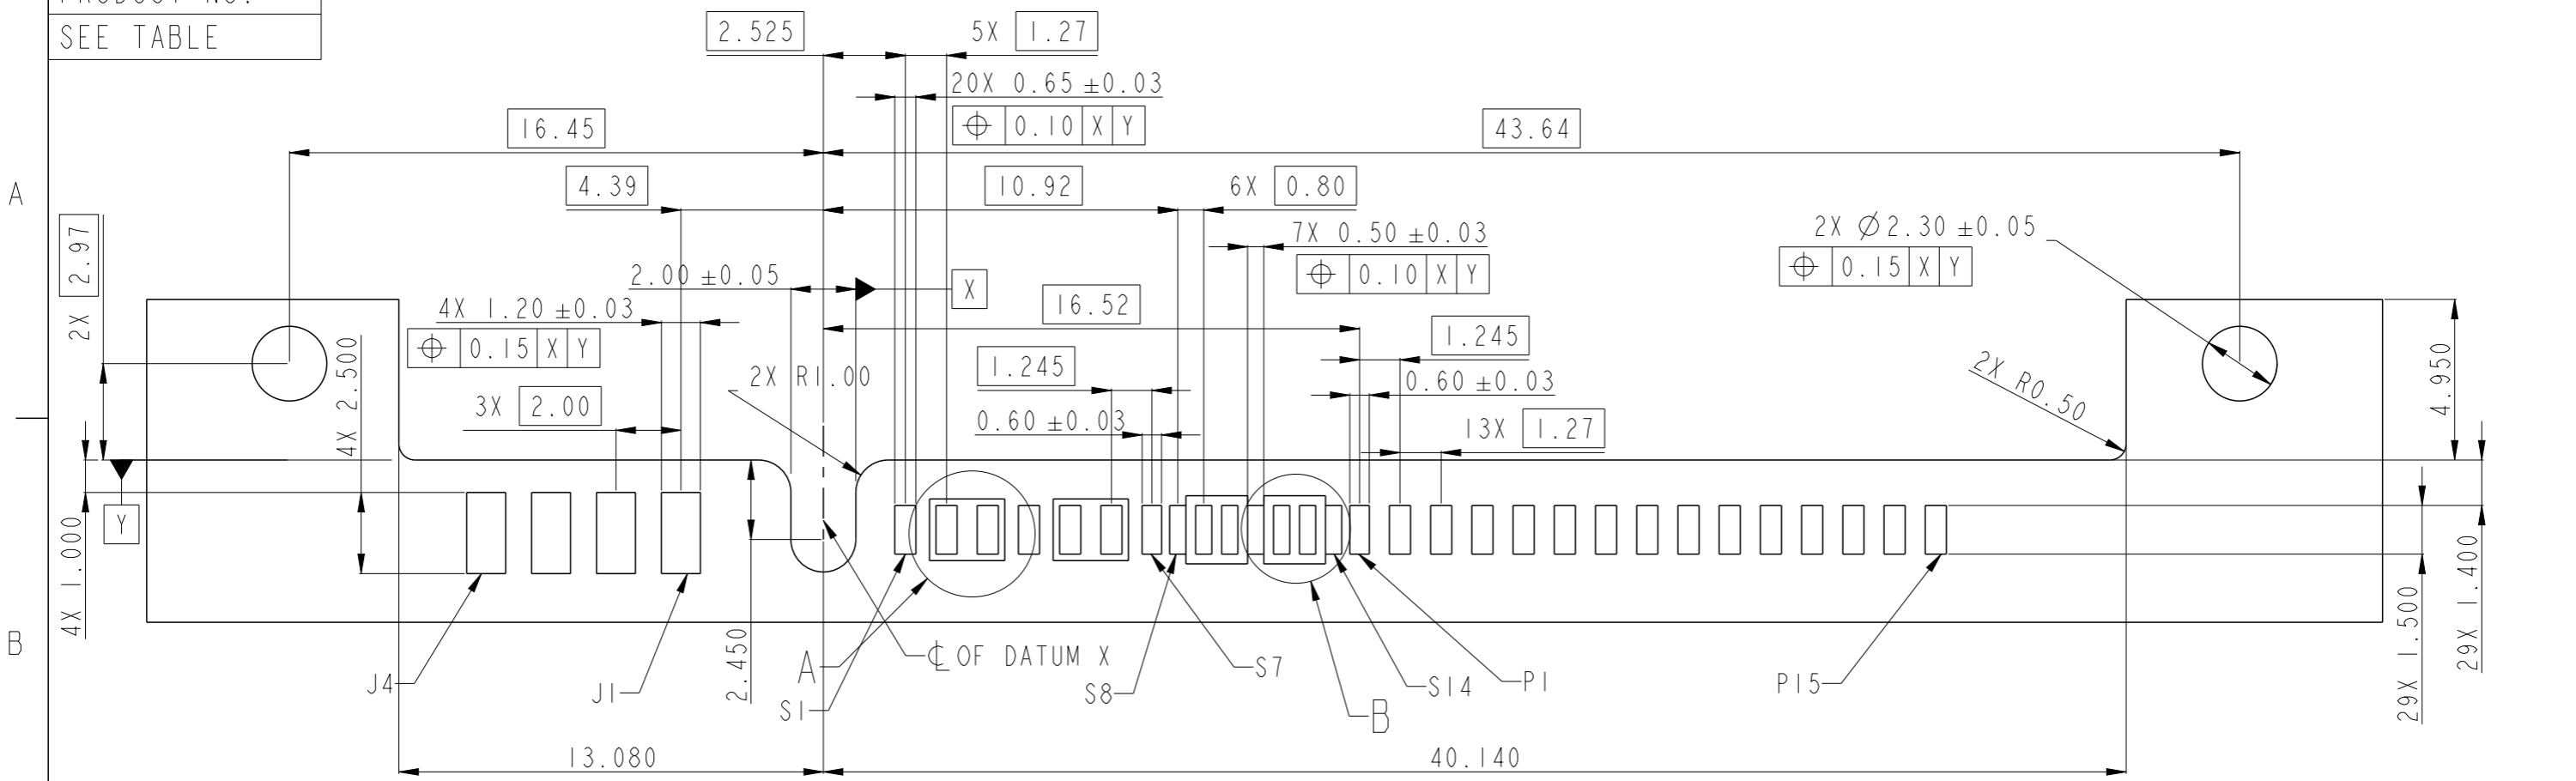 PRODUCT NO.
SEE TABLE
2.525
5X 1.27
20X 0.65 ±0.03
⌖ 0.10 X Y
16.45
43.64
4.39
10.92
6X 0.80
A
2X 2.97
7X 0.50 ±0.03
⌖ 0.10 X Y
2X Ø2.30 ±0.05
⌖ 0.15 X Y
2.00 ±0.05
X
16.52
4X 1.20 ±0.03
⌖ 0.15 X Y
1.245
1.245
2X R1.00
0.60 ±0.03
2X R0.50
4.950
3X 2.00
4X 2.500
0.60 ±0.03
13X 1.27
Y
4X 1.000
B
2.450
29X 1.500
29X 1.400
℄ OF DATUM X
A
S7
J4
J1
S1
S8
S14
P1
P15
B
13.080
40.140